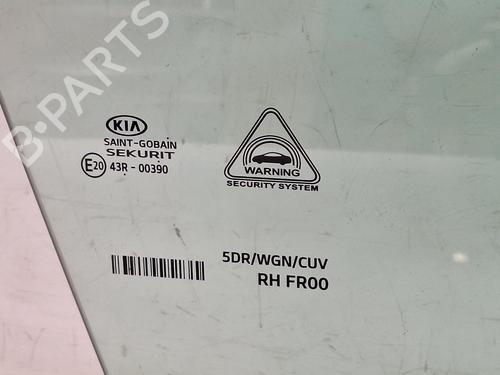 B-PARTS
KIA
SAINT-GOBAIN
SEKURIT
E20 43R - 00390
WARNING
SECURITY SYSTEM
5DR/WGN/CUV
RH FR00